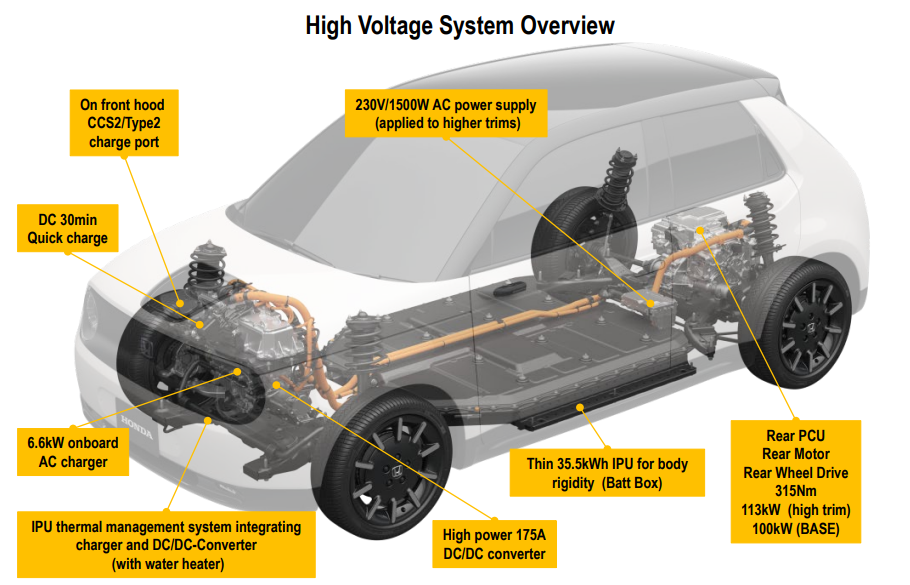 High Voltage System Overview
On front hood
CCS2/Type2
charge port
230V/1500W AC power supply
(applied to higher trims)
DC 30min
Quick charge
HONDA
6.6kW onboard
AC charger
IPU thermal management system integrating
charger and DC/DC-Converter
(with water heater)
High power 175A
DC/DC converter
Thin 35.5kWh IPU for body
rigidity (Batt Box)
Rear PCU
Rear Motor
Rear Wheel Drive
315Nm
113kW (high trim)
100kW (BASE)